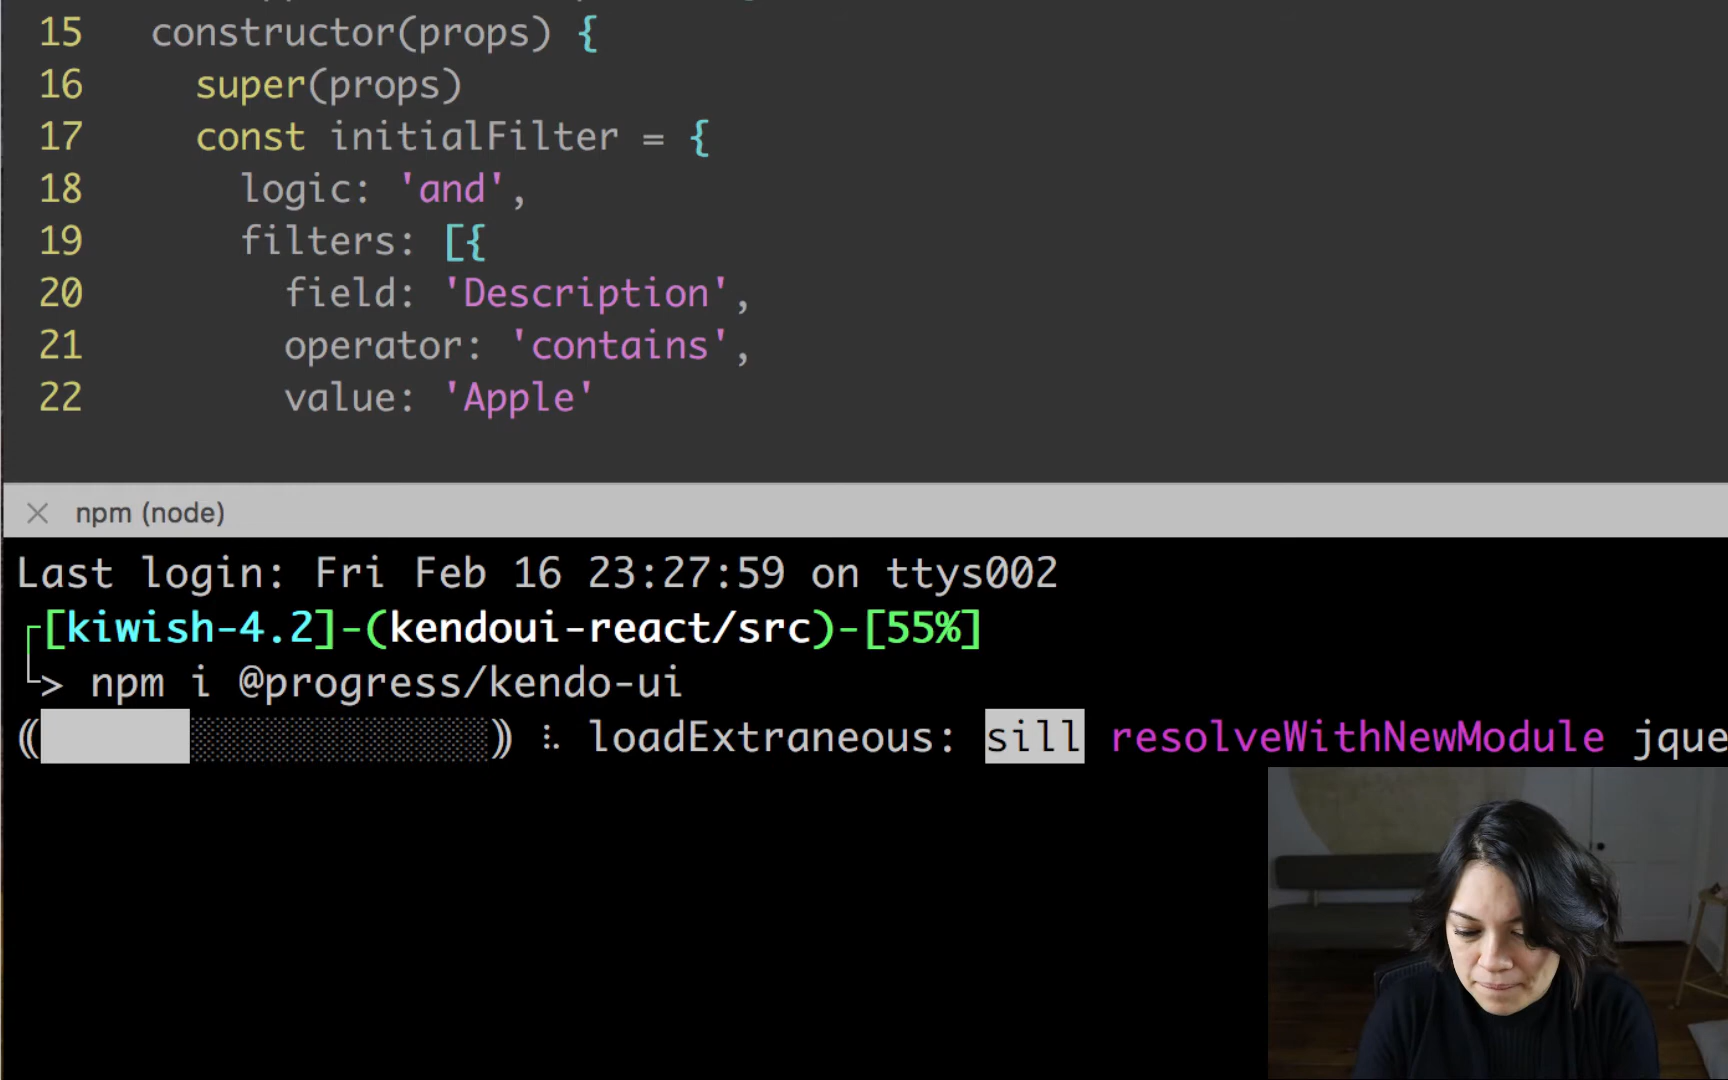 15 constructor(props) {
16 super(props)
17 const initialFilter = {
18 logic: 'and',
19 filters: [{
20 field: 'Description',
21 operator: 'contains',
22 value: 'Apple'
npm (node)
Last login: Fri Feb 16 23:27:59 on ttys002
[kiwish-4.2]-(kendoui-react/src)-[55%]
> npm i @progress/kendo-ui
loadExtraneous: sill resolveWithNewModule jque